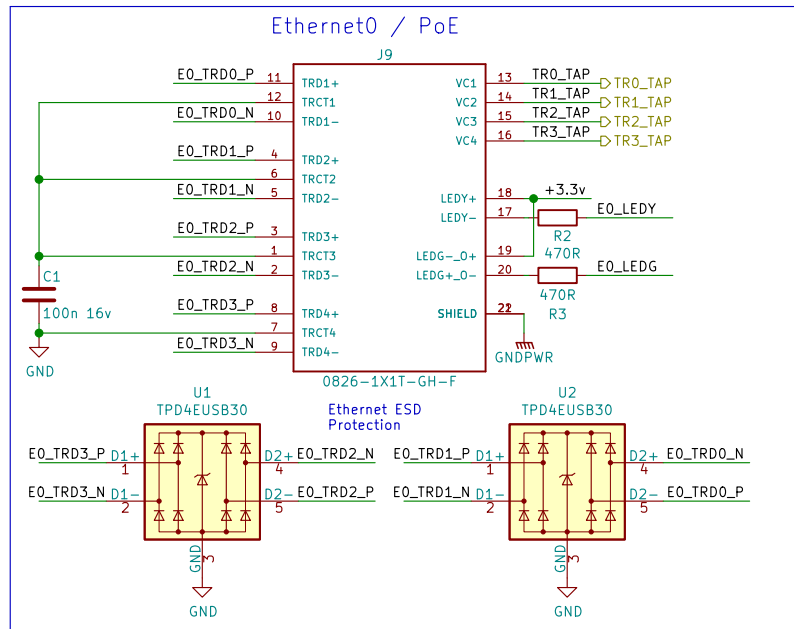 Ethernet0 / PoE
J9
E0_TRD0_P 11 TRD1+ VC1 13 TR0_TAP TR0_TAP
12 TRCT1 VC2 14 TR1_TAP TR1_TAP
E0_TRD0_N 10 TRD1- VC3 15 TR2_TAP TR2_TAP
VC4 16 TR3_TAP TR3_TAP
E0_TRD1_P 4 TRD2+
6 TRCT2
E0_TRD1_N 5 TRD2- LEDY+ 18 +3.3v
LEDY- 17 E0_LEDY
R2
470R
E0_TRD2_P 3 TRD3+
1 TRCT3 LEDG-_O+ 19
E0_TRD2_N 2 TRD3- LEDG+_O- 20 E0_LEDG
470R
R3
C1
100n 16v
E0_TRD3_P 8 TRD4+ SHIELD
7 TRCT4
E0_TRD3_N 9 TRD4-
GND
GNDPWR
0826-1X1T-GH-F
U1
TPD4EUSB30
Ethernet ESD
Protection
U2
TPD4EUSB30
E0_TRD3_P D1+ 1 D2+ 4 E0_TRD2_N
E0_TRD3_N D1- 2 D2- 5 E0_TRD2_P
GND 3
GND
E0_TRD1_P D1+ 1 D2+ 4 E0_TRD0_N
E0_TRD1_N D1- 2 D2- 5 E0_TRD0_P
GND 3
GND